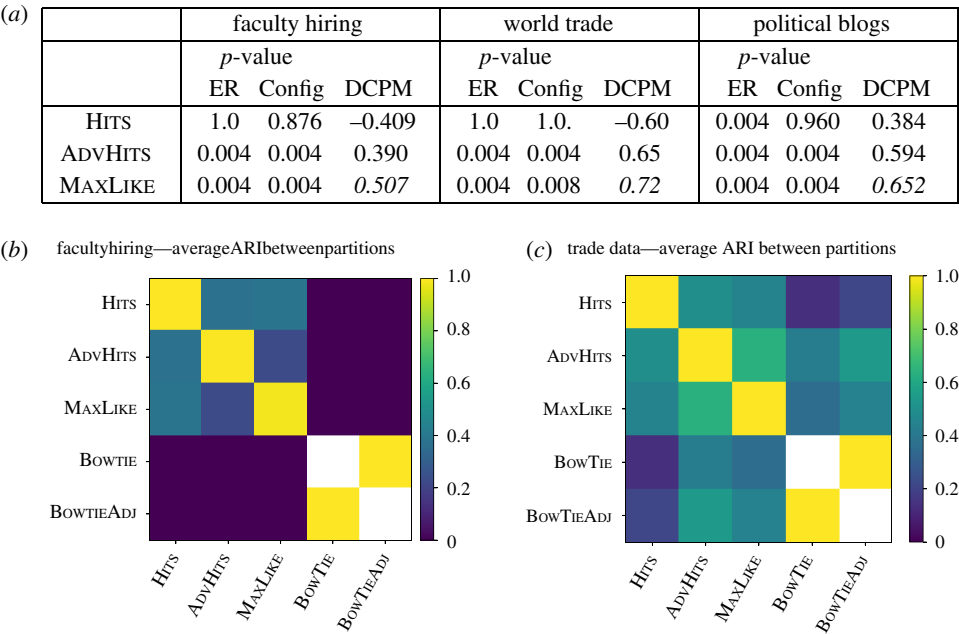 (a)
faculty hiring world trade political blogs
p-value p-value p-value
ER Config DCPM ER Config DCPM ER Config DCPM
HITS 1.0 0.876 –0.409 1.0 1.0. –0.60 0.004 0.960 0.384
ADVHITS 0.004 0.004 0.390 0.004 0.004 0.65 0.004 0.004 0.594
MAXLIKE 0.004 0.004 0.507 0.004 0.008 0.72 0.004 0.004 0.652
(b) facultyhiring—averageARIbetweenpartitions
HITS
ADVHITS
MAXLIKE
BOWTIE
BOWTIEADJ
HITS
ADVHITS
MAXLIKE
BOWTIE
BOWTIEADJ
1.0
0.8
0.6
0.4
0.2
0
(c) trade data—average ARI between partitions
HITS
ADVHITS
MAXLIKE
BOWTIE
BOWTIEADJ
HITS
ADVHITS
MAXLIKE
BOWTIE
BOWTIEADJ
1.0
0.8
0.6
0.4
0.2
0